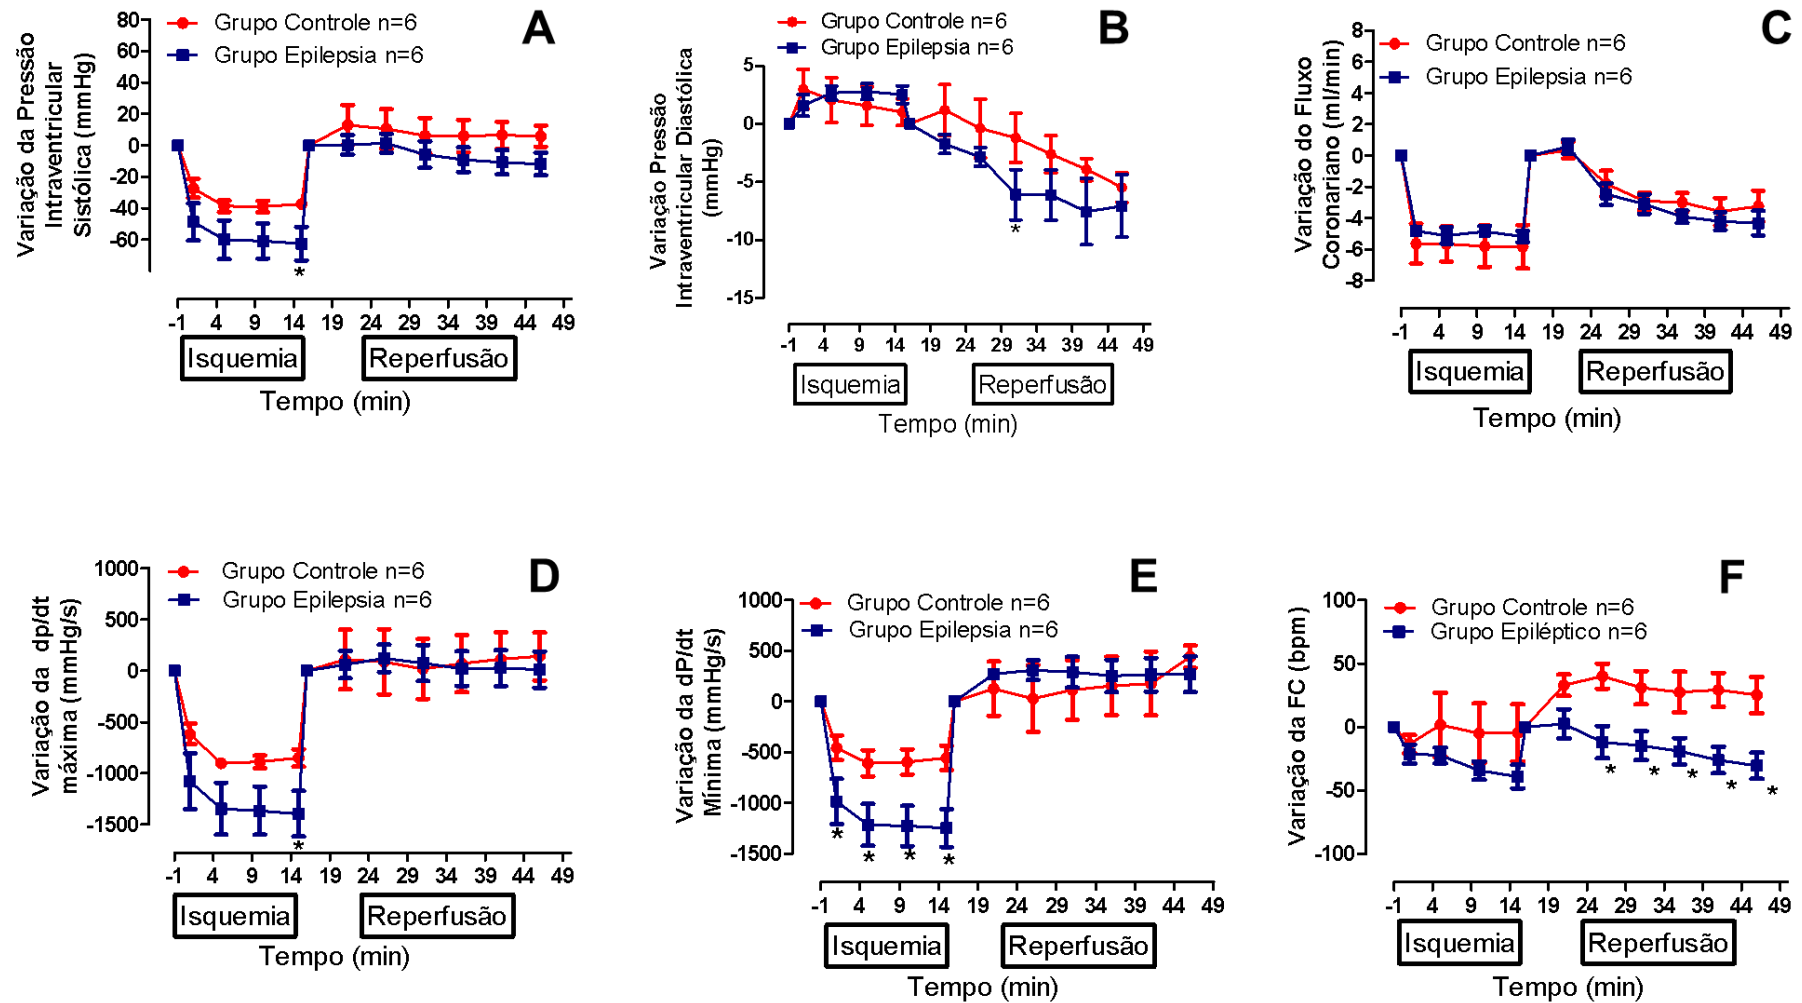 A
Grupo Controle n=6
Grupo Epilepsia n=6
Variação da Pressão
Intraventricular
Sistólica (mmHg)
80
60
40
20
0
-20
-40
-60
*
-1 4 9 14 19 24 29 34 39 44 49
Isquemia
Reperfusão
Tempo (min)
B
Grupo Controle n=6
Grupo Epilepsia n=6
Variação Pressão
Intraventricular Diastólica
(mmHg)
5
0
-5
-10
-15
*
-1 4 9 14 19 24 29 34 39 44 49
Isquemia
Reperfusão
Tempo (min)
C
Grupo Controle n=6
Grupo Epilepsia n=6
Variação do Fluxo
Coronariano (ml/min)
8
6
4
2
0
-2
-4
-6
-8
-1 4 9 14 19 24 29 34 39 44 49
Isquemia
Reperfusão
Tempo (min)
D
Grupo Controle n=6
Grupo Epilepsia n=6
Variação da dp/dt
máxima (mmHg/s)
1000
500
0
-500
-1000
-1500
*
-1 4 9 14 19 24 29 34 39 44 49
Isquemia
Reperfusão
Tempo (min)
E
Grupo Controle n=6
Grupo Epilepsia n=6
Variação da dP/dt
Mínima (mmHg/s)
1000
500
0
-500
-1000
-1500
* * * *
-1 4 9 14 19 24 29 34 39 44 49
Isquemia
Reperfusão
Tempo (min)
F
Grupo Controle n=6
Grupo Epiléptico n=6
Variação da FC (bpm)
100
50
0
-50
-100
* * * * *
-1 4 9 14 19 24 29 34 39 44 49
Isquemia
Reperfusão
Tempo (min)